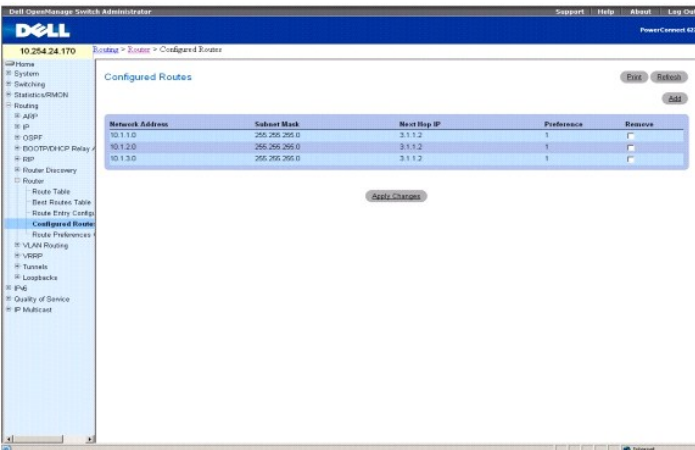 Dell OpenManage Switch Administrator
Support Help About Log Out
DELL
PowerConnect 622
10.254.24.170
Routing > Router > Configured Routes
Home
System
Switching
Statistics/RMON
Routing
ARP
IP
OSPF
BOOTP/DHCP Relay A
RIP
Router Discovery
Router
Route Table
Best Routes Table
Route Entry Configu
Configured Routes
Route Preferences
VLAN Routing
VRRP
Tunnels
Loopbacks
IPv6
Quality of Service
IP Multicast
Configured Routes
Print Refresh
Add
Network Address Subnet Mask Next Hop IP Preference Remove
10.1.1.0 255.255.255.0 3.1.1.2 1
10.1.2.0 255.255.255.0 3.1.1.2 1
10.1.3.0 255.255.255.0 3.1.1.2 1
Apply Changes
Internet